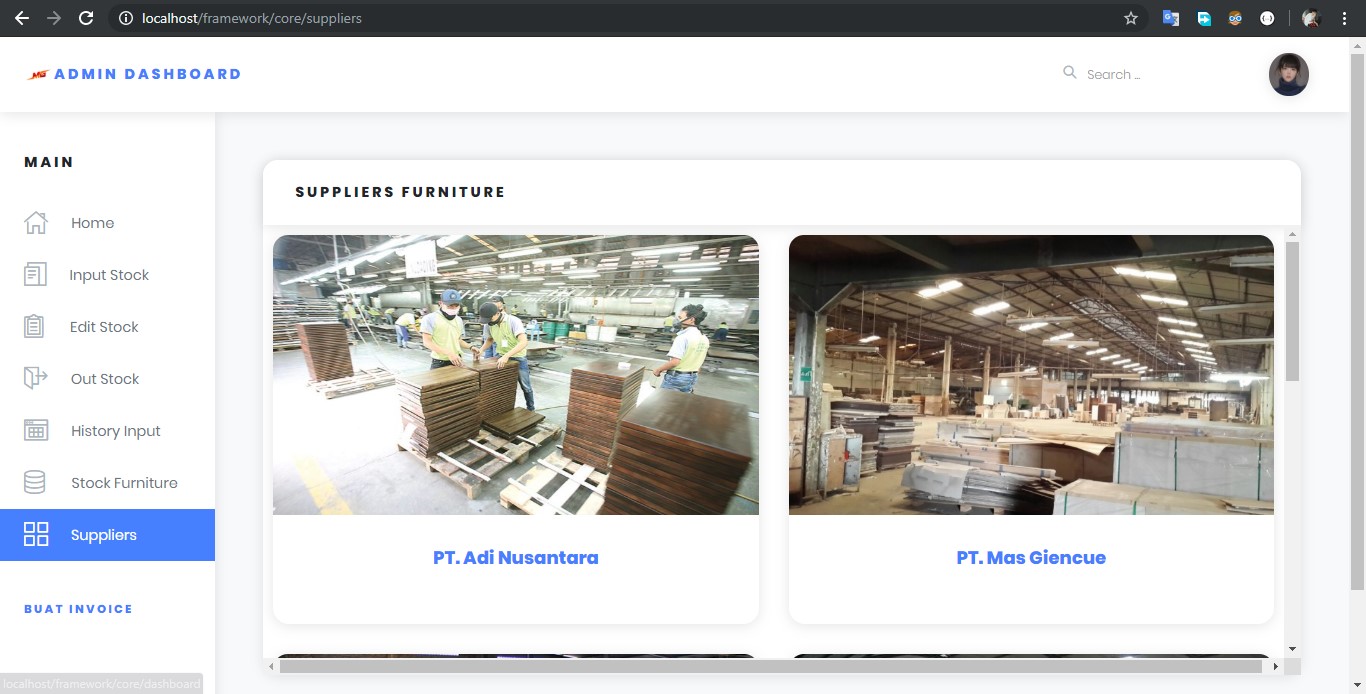 localhost/framework/core/suppliers
MG ADMIN DASHBOARD
Search ...
MAIN
Home
Input Stock
Edit Stock
Out Stock
History Input
Stock Furniture
Suppliers
BUAT INVOICE
SUPPLIERS FURNITURE
PT. Adi Nusantara
PT. Mas Giencue
localhost/framework/core/dashboard